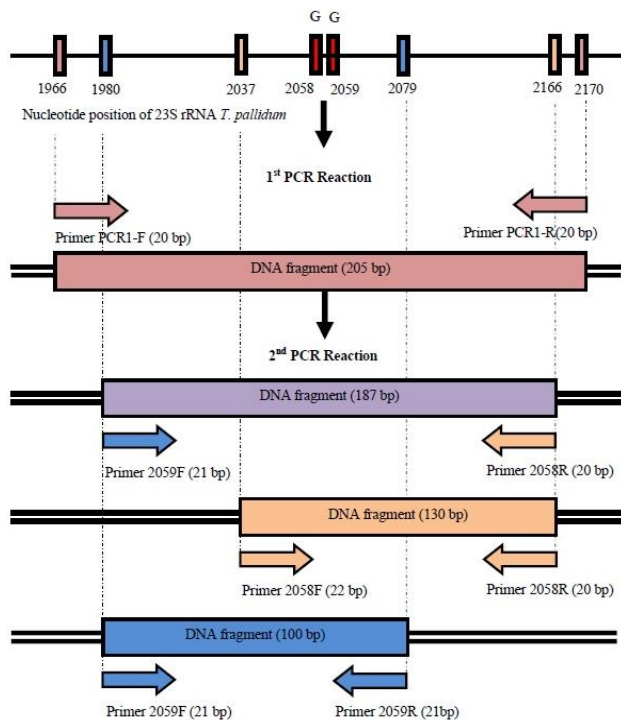 G G
1966 1980 2037 2058 2059 2079 2166 2170
Nucleotide position of 23S rRNA T. pallidum
1st PCR Reaction
Primer PCR1-F (20 bp)
Primer PCR1-R(20 bp)
DNA fragment (205 bp)
2nd PCR Reaction
DNA fragment (187 bp)
Primer 2059F (21 bp)
Primer 2058R (20 bp)
DNA fragment (130 bp)
Primer 2058F (22 bp)
Primer 2058R (20 bp)
DNA fragment (100 bp)
Primer 2059F (21 bp)
Primer 2059R (21bp)